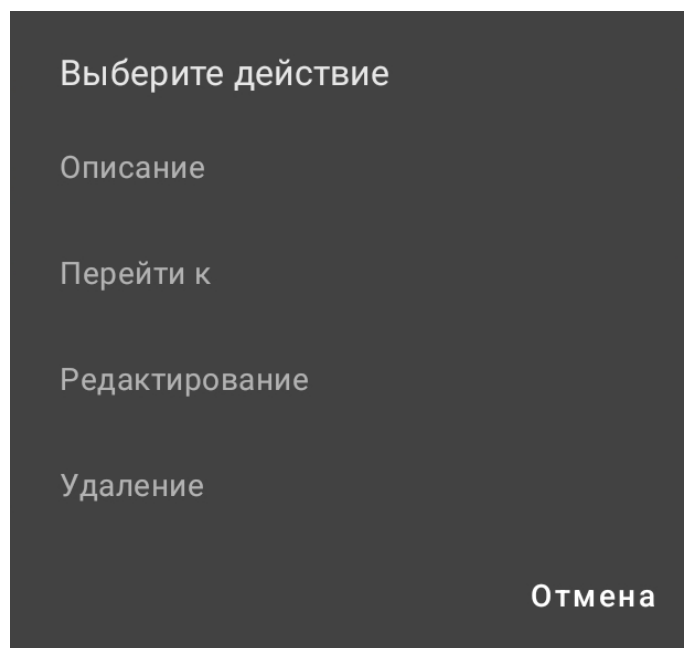 Выберите действие
Описание
Перейти к
Редактирование
Удаление
Отмена